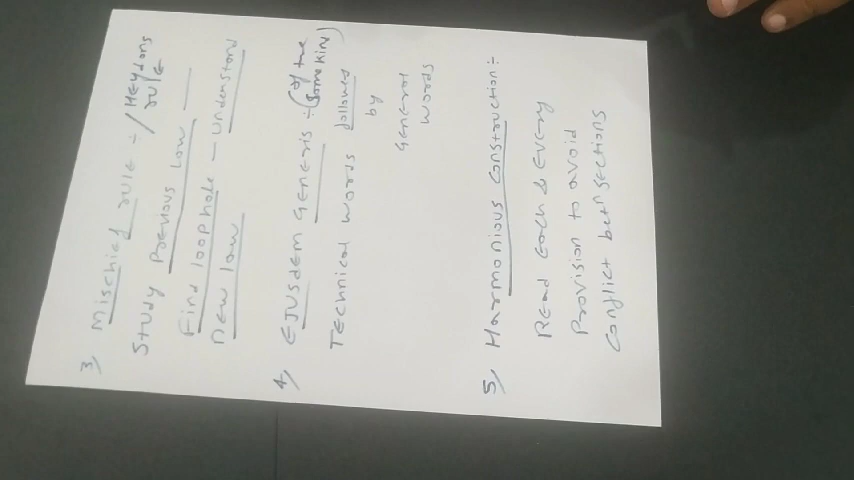 3) Mischief rule ÷ / Heydons rule
Study Previous Law —
Find loophole — Understand
New law
4) EJUSDEM GENERIS ÷ (of the same kind)
Technical words followed
by
General
words
5) Harmonious construction ÷
Read Each & Every
Provision to avoid
Conflict betn sections